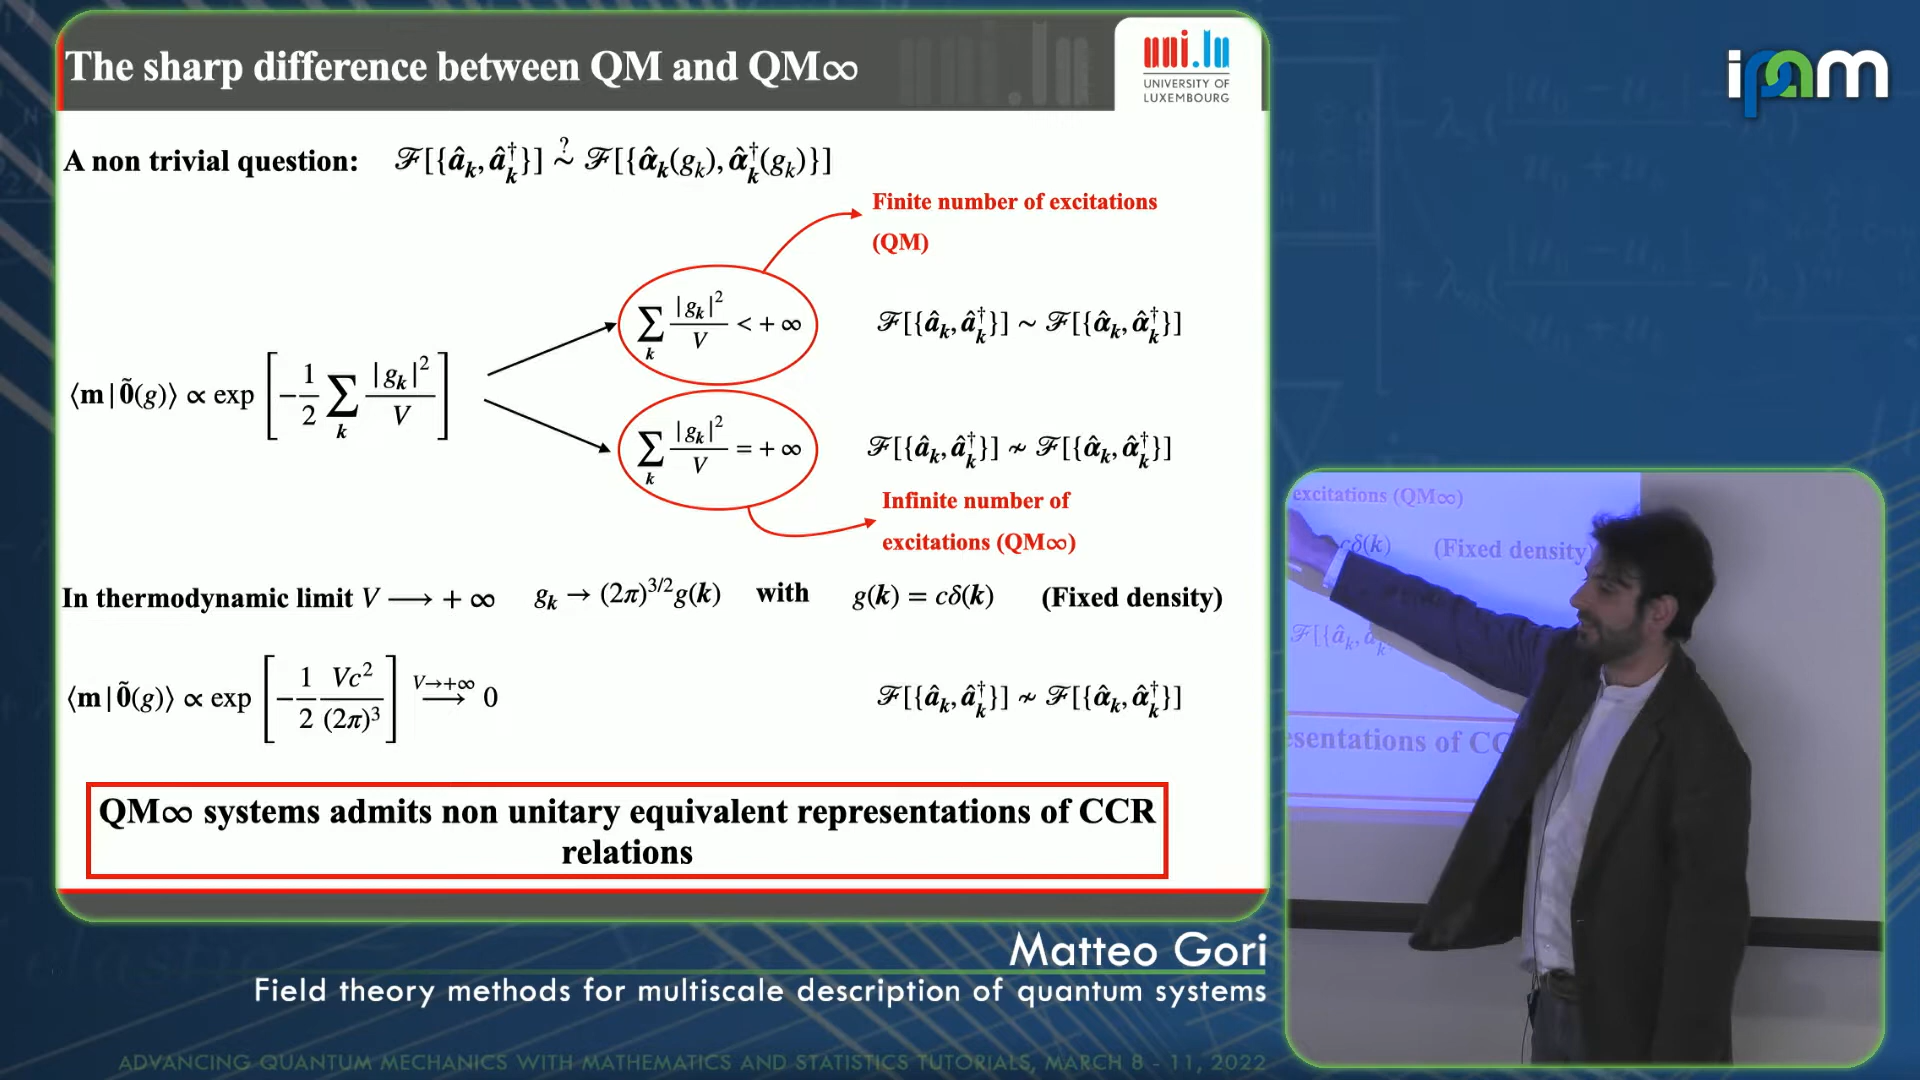 The sharp difference between QM and QM∞
uni.lu
UNIVERSITY OF
LUXEMBOURG
ipam
A non trivial question: ℱ[{â_k, â_k^†}] ∼^? ℱ[{α̂_k(g_k), α̂_k^†(g_k)}]
Finite number of excitations
(QM)
∑_k |g_k|²/V < +∞
ℱ[{â_k, â_k^†}] ∼ ℱ[{α̂_k, α̂_k^†}]
⟨m|0̃(g)⟩ ∝ exp[−1/2 ∑_k |g_k|²/V]
∑_k |g_k|²/V = +∞
ℱ[{â_k, â_k^†}] ≁ ℱ[{α̂_k, α̂_k^†}]
Infinite number of
excitations (QM∞)
In thermodynamic limit V ⟶ +∞ g_k → (2π)^{3/2} g(k) with g(k) = cδ(k) (Fixed density)
⟨m|0̃(g)⟩ ∝ exp[−1/2 Vc²/(2π)³] ⟶^{V→+∞} 0
ℱ[{â_k, â_k^†}] ≁ ℱ[{α̂_k, α̂_k^†}]
QM∞ systems admits non unitary equivalent representations of CCR
relations
excitations (QM∞)
cδ(k) (Fixed density)
ℱ[{â_k, â_k
esentations of CC
Matteo Gori
Field theory methods for multiscale description of quantum systems
ADVANCING QUANTUM MECHANICS WITH MATHEMATICS AND STATISTICS TUTORIALS, MARCH 8 - 11, 2022